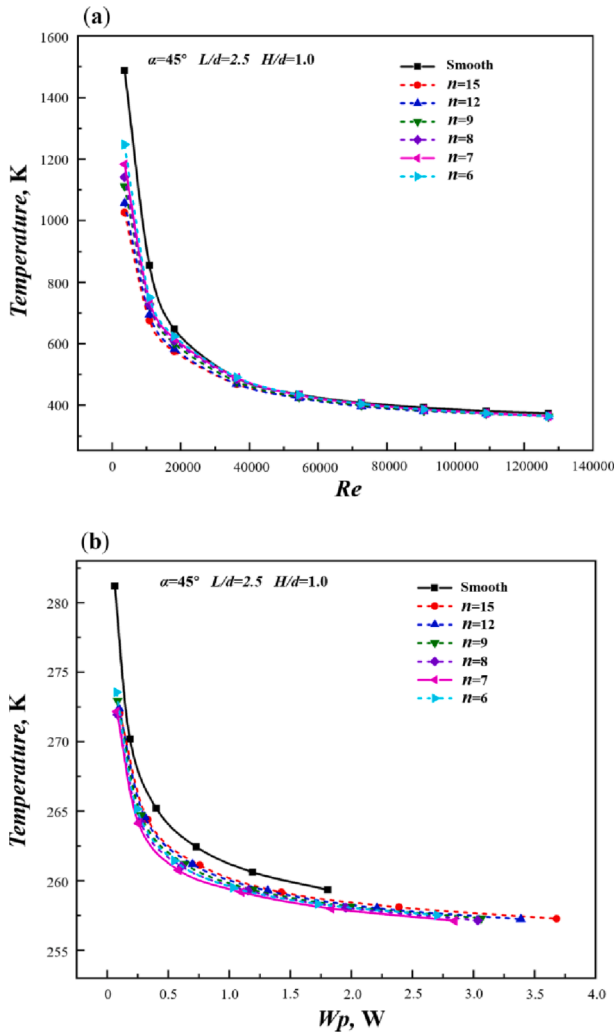 (a)
α=45° L/d=2.5 H/d=1.0
Smooth
n=15
n=12
n=9
n=8
n=7
n=6
1600
1400
1200
1000
800
600
400
Temperature, K
0 20000 40000 60000 80000 100000 120000 140000
Re
(b)
α=45° L/d=2.5 H/d=1.0
Smooth
n=15
n=12
n=9
n=8
n=7
n=6
280
275
270
265
260
255
Temperature, K
0.0 0.5 1.0 1.5 2.0 2.5 3.0 3.5 4.0
Wp, W